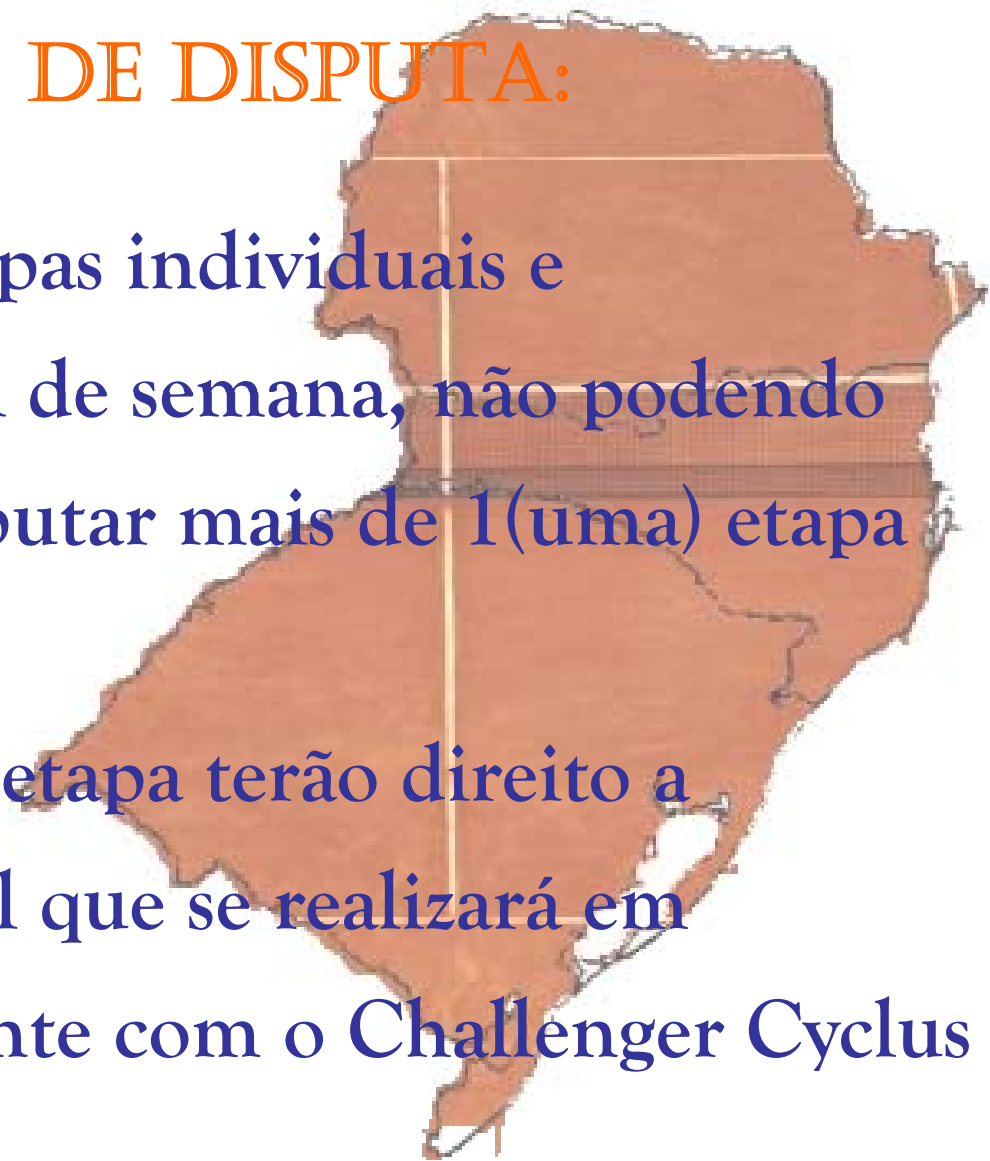 DE DISPUTA:
pas individuais e
de semana, não podendo
utar mais de 1(uma) etapa
etapa terão direito a
l que se realizará em
nte com o Challenger Cyclus